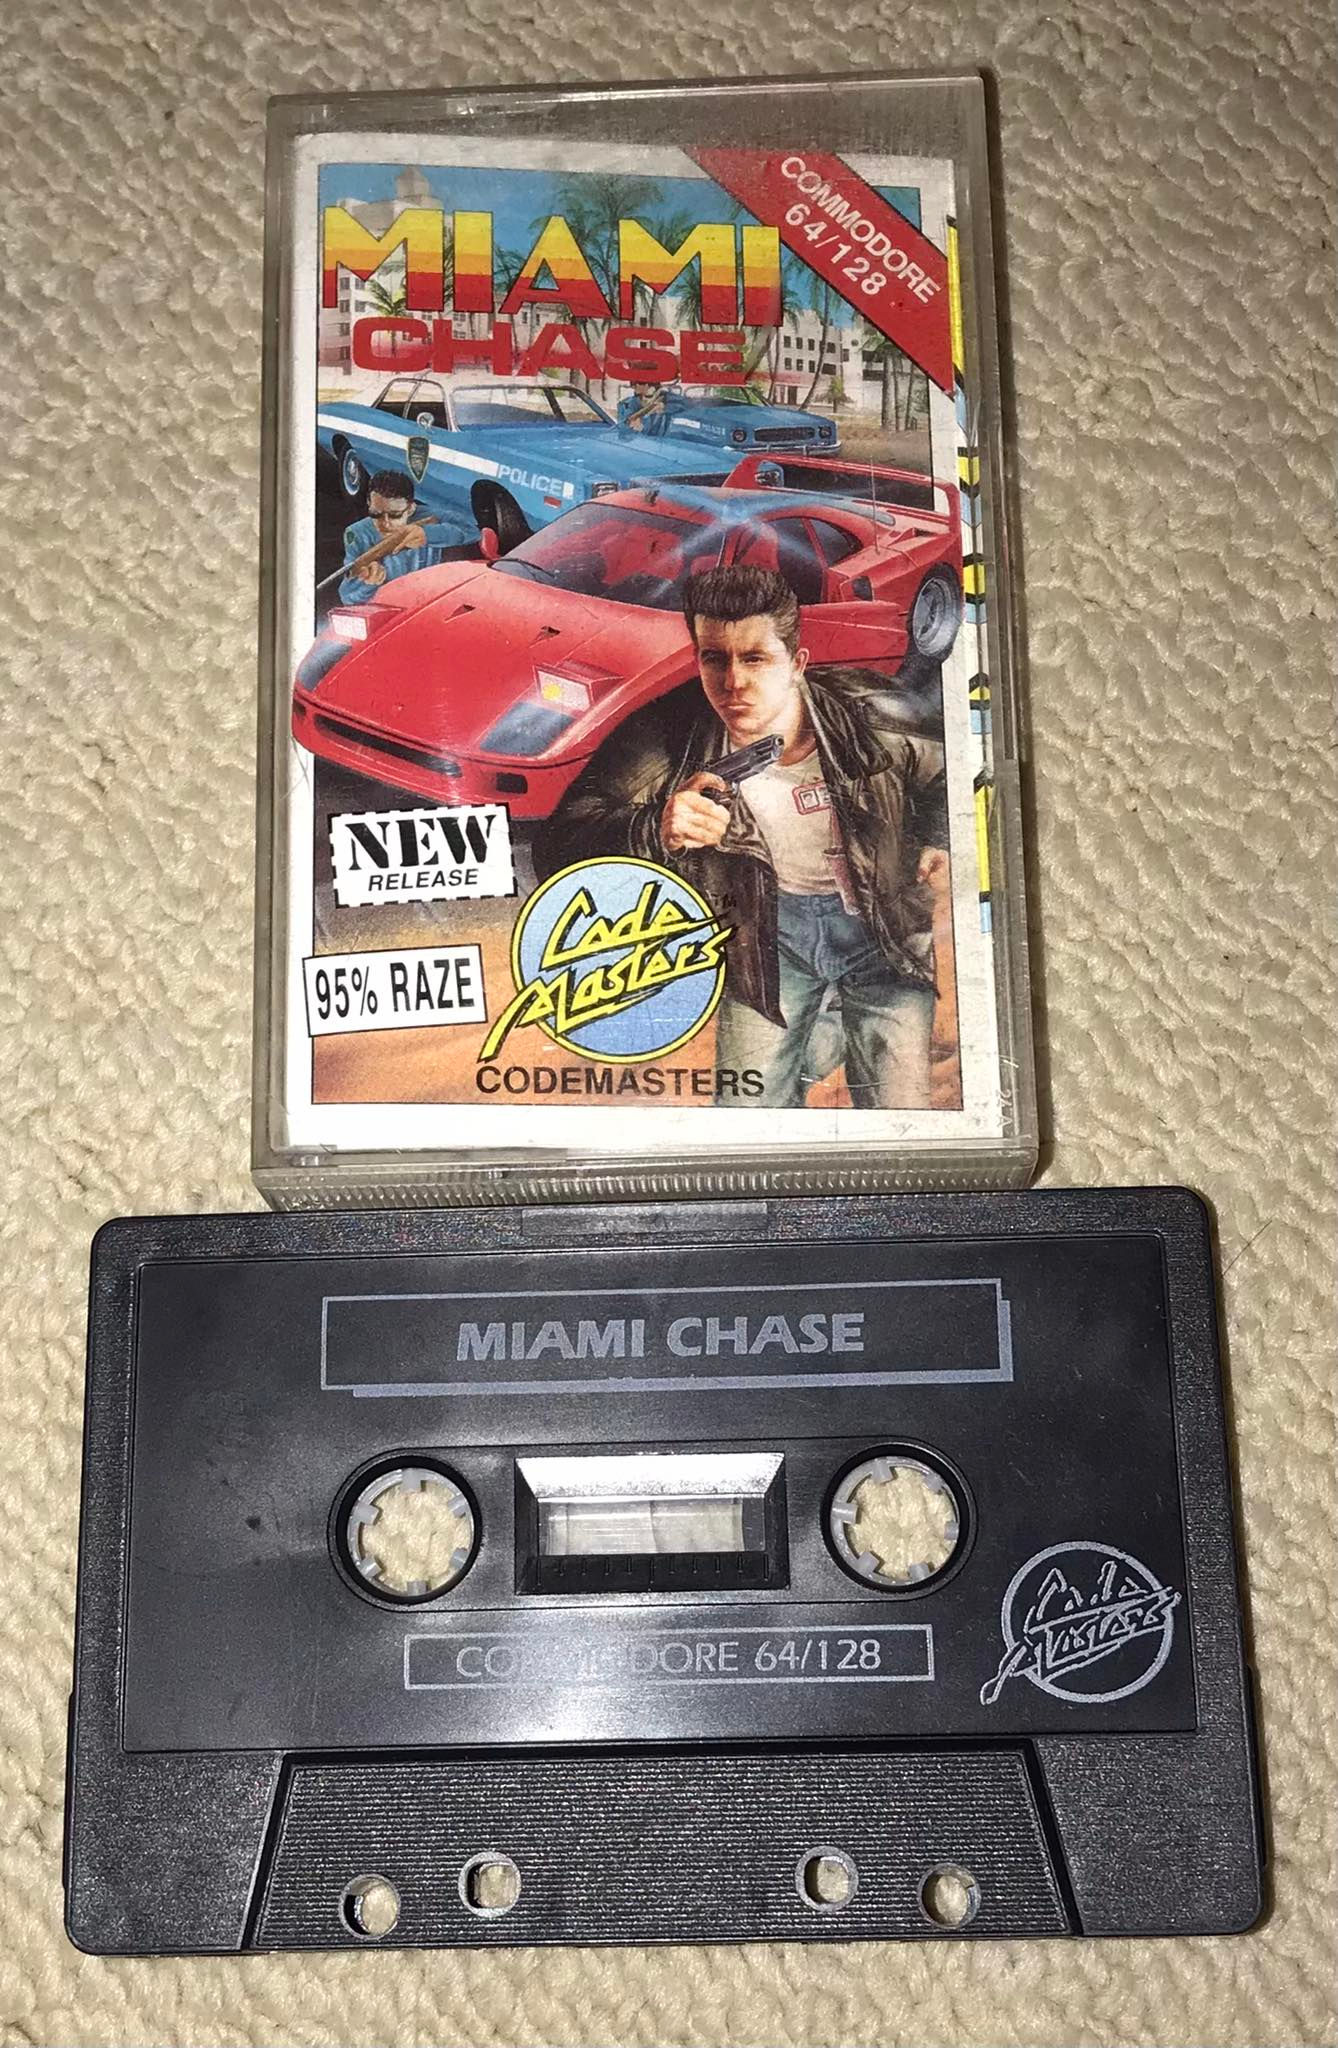 MIAMI
CHASE
COMMODORE
64/128
POLICE
NEW
RELEASE
95% RAZE
Code
Masters
TM
CODEMASTERS
MIAMI CHASE
COMMODORE 64/128
Code
Masters